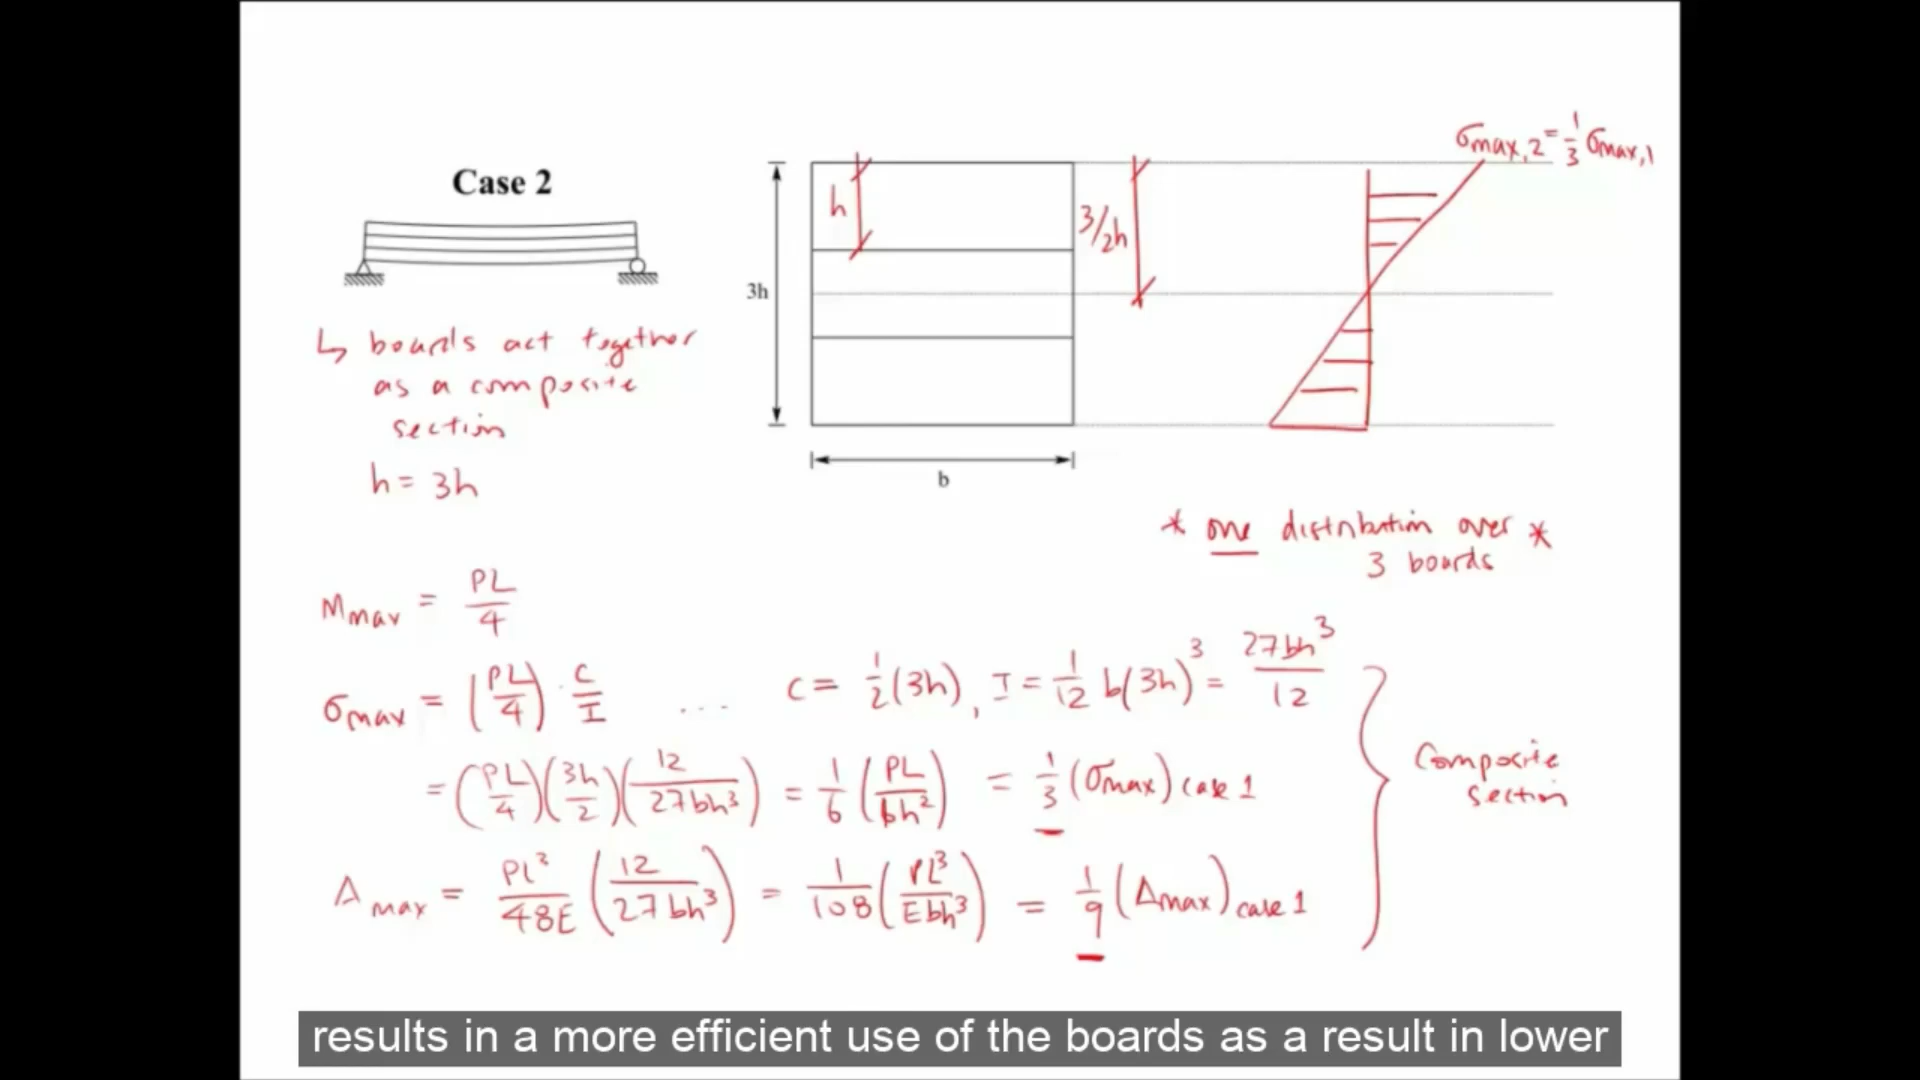 Case 2
σmax,2 = 1/3 σmax,1
h
3/2h
3h
b
↳ boards act together
as a composite
section
h = 3h
* one distribution over *
3 boards
Mmax = PL/4
σmax = (PL/4) · C/I ... C = 1/2(3h), I = 1/12 b(3h)³ = 27bh³/12
= (PL/4)(3h/2)(12/27bh³) = 1/6 (PL/bh²) = 1/3 (σmax) case 1
Composite
section
Δmax = PL³/48E (12/27bh³) = 1/108 (PL³/Ebh³) = 1/9 (Δmax) case 1
results in a more efficient use of the boards as a result in lower